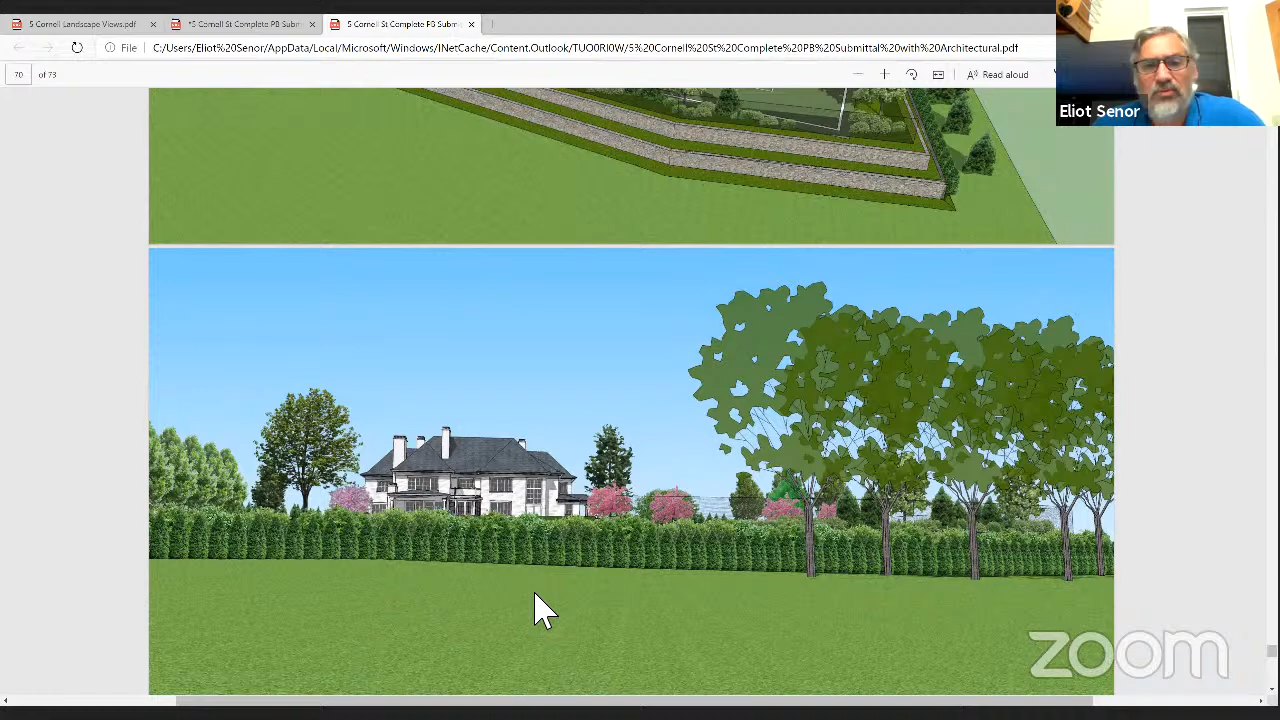 5 Cornell Landscape Views.pdf
*5 Cornell St Complete PB Subm
5 Cornell St Complete PB Subm
File
C:/Users/Eliot%20Senor/AppData/Local/Microsoft/Windows/INetCache/Content.Outlook/TUO0RI0W/5%20Cornell%20St%20Complete%20PB%20Submittal%20with%20Architectural.pdf
70 of 73
Read aloud
Eliot Senor
zoom